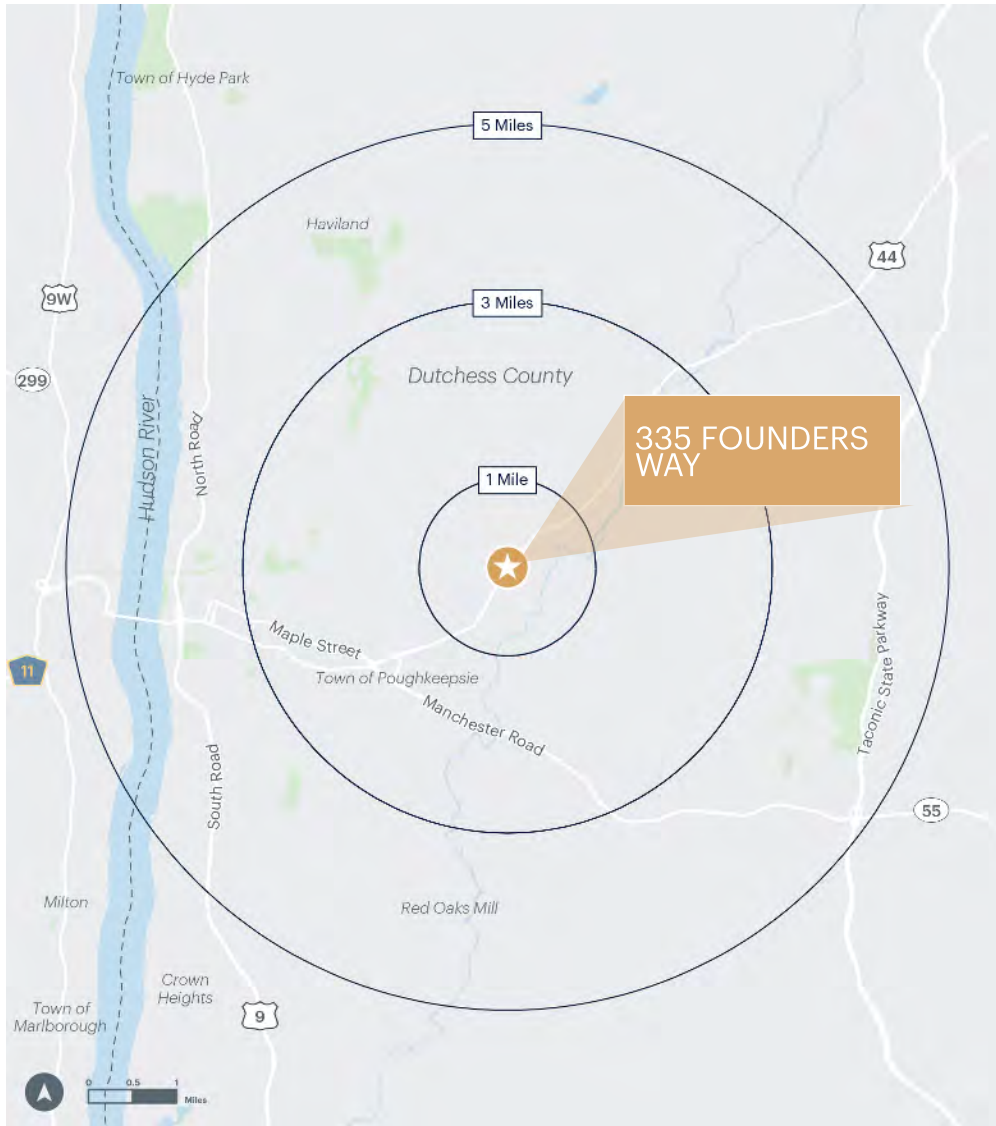 Town of Hyde Park
5 Miles
Haviland
44
9W
3 Miles
299
Dutchess County
Hudson River
North Road
335 FOUNDERS
WAY
1 Mile
Maple Street
Town of Poughkeepsie
11
Manchester Road
Taconic State Parkway
South Road
55
Milton
Red Oaks Mill
Crown
Heights
Town of
Marlborough
9
0 0.5 1
Miles